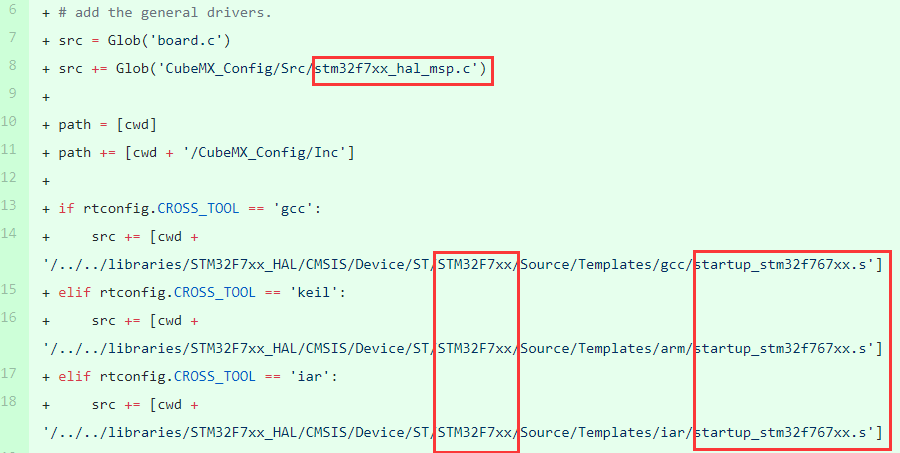 6 + # add the general drivers.
7 + src = Glob('board.c')
8 + src += Glob('CubeMX_Config/Src/stm32f7xx_hal_msp.c')
9 +
10 + path = [cwd]
11 + path += [cwd + '/CubeMX_Config/Inc']
12 +
13 + if rtconfig.CROSS_TOOL == 'gcc':
14 + src += [cwd +
'/../../libraries/STM32F7xx_HAL/CMSIS/Device/ST/STM32F7xx/Source/Templates/gcc/startup_stm32f767xx.s']
15 + elif rtconfig.CROSS_TOOL == 'keil':
16 + src += [cwd +
'/../../libraries/STM32F7xx_HAL/CMSIS/Device/ST/STM32F7xx/Source/Templates/arm/startup_stm32f767xx.s']
17 + elif rtconfig.CROSS_TOOL == 'iar':
18 + src += [cwd +
'/../../libraries/STM32F7xx_HAL/CMSIS/Device/ST/STM32F7xx/Source/Templates/iar/startup_stm32f767xx.s']